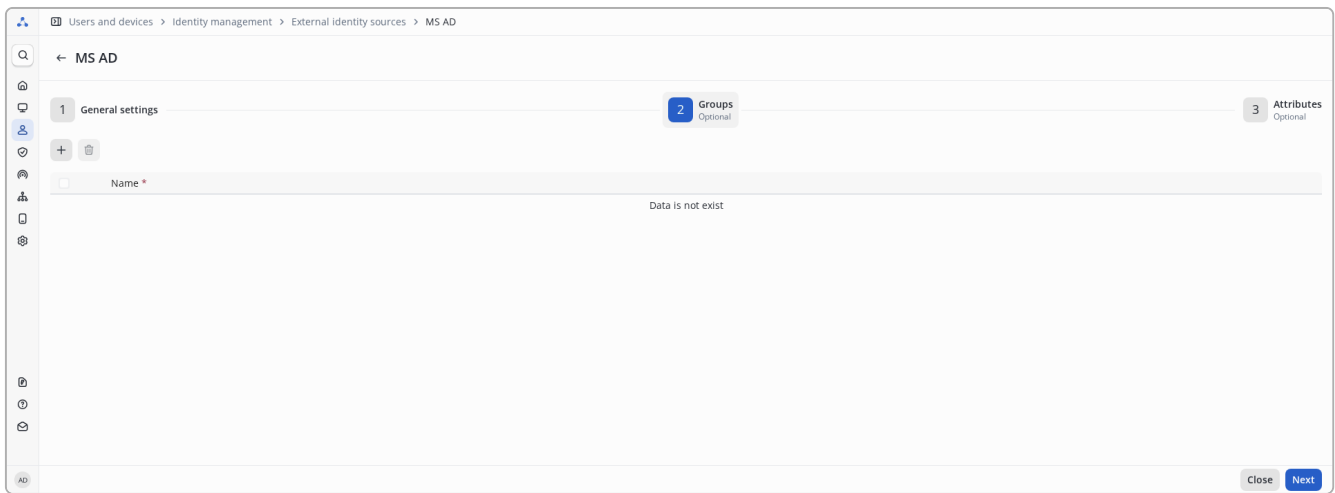 Users and devices > Identity management > External identity sources > MS AD
← MS AD
1 General settings
2 Groups
Optional
3 Attributes
Optional
+
Name *
Data is not exist
AD
Close Next